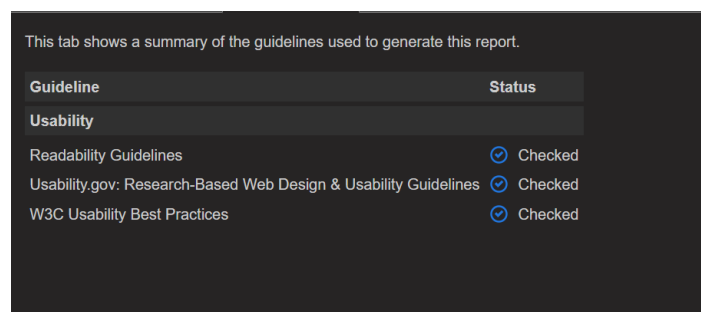 This tab shows a summary of the guidelines used to generate this report.
Guideline Status
Usability
Readability Guidelines Checked
Usability.gov: Research-Based Web Design & Usability Guidelines Checked
W3C Usability Best Practices Checked